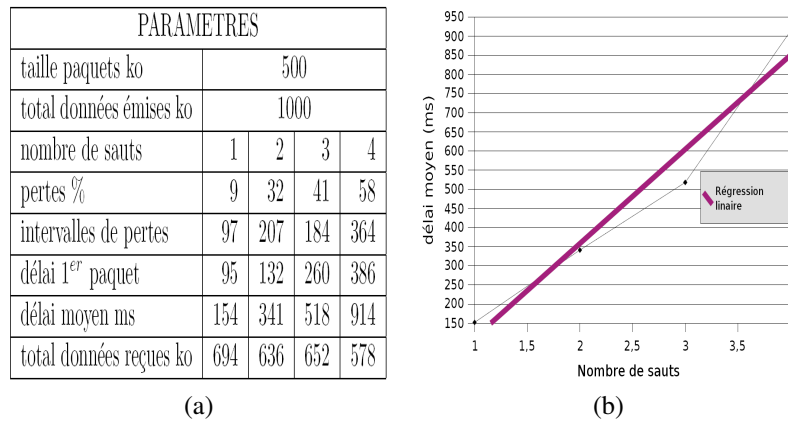 PARAMETRES
taille paquets ko 500
total données émises ko 1000
nombre de sauts 1 2 3 4
pertes % 9 32 41 58
intervalles de pertes 97 207 184 364
délai 1er paquet 95 132 260 386
délai moyen ms 154 341 518 914
total données reçues ko 694 636 652 578
(a)
délai moyen (ms)
950
900
850
800
750
700
650
600
550
500
450
400
350
300
250
200
150
1 1,5 2 2,5 3 3,5
Nombre de sauts
Régression
linaire
(b)